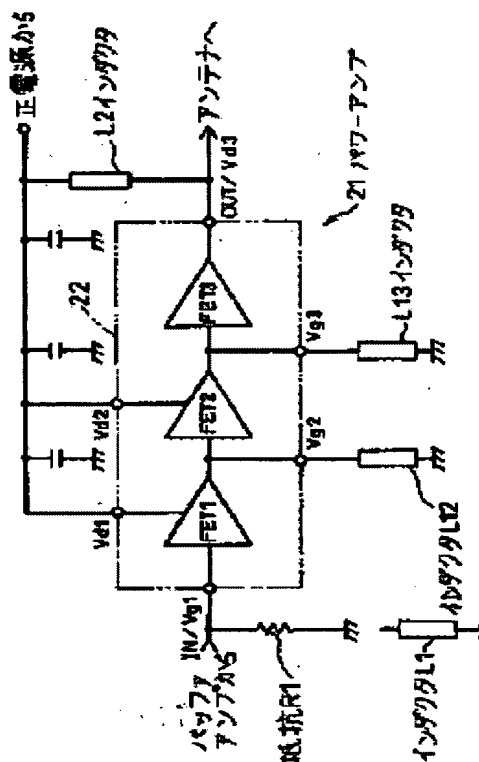 正電源から
L2インダクタ
アンテナへ
OUT/Vd3
21 パワーアンプ
22
FET3
L13インダクタ
Vg3
Vd2
FET2
Vg2
インダクタL12
Vd1
FET1
IN/Vg1
バッファ
アンプから
抵抗R1
インダクタL1